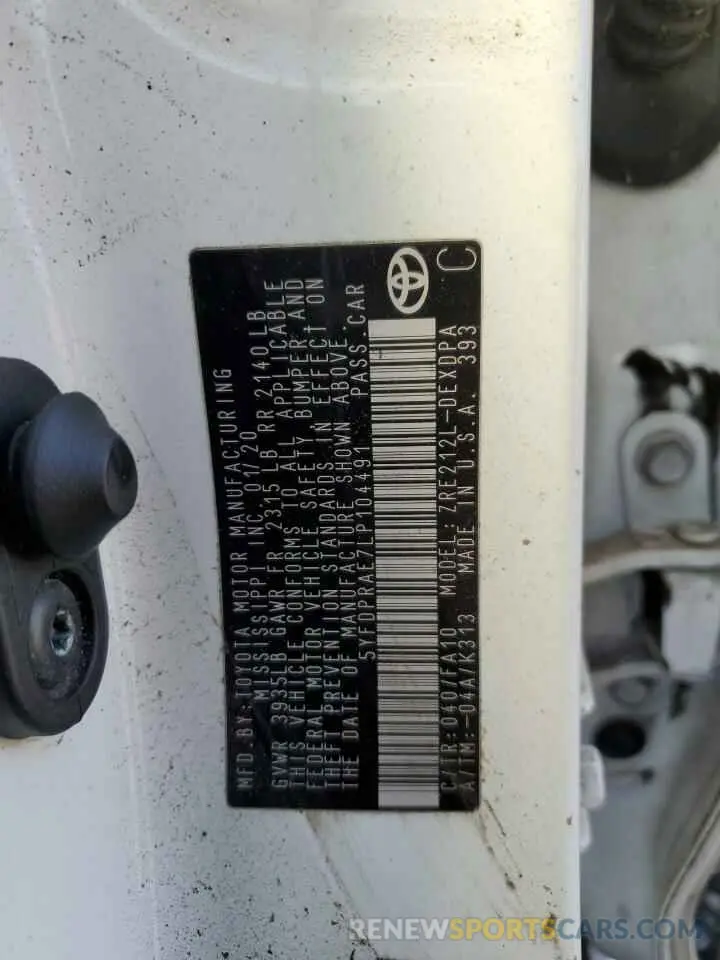 MFD.BY:TOYOTA MOTOR MANUFACTURING
MISSISSIPPI INC. 01/20
GVWR 3935LB GAWR FR 2315 LB RR 2140LB
THIS VEHICLE CONFORMS TO ALL APPLICABLE
FEDERAL MOTOR VEHICLE SAFETY BUMPER AND
THEFT PREVENTION STANDARDS IN EFFECT ON
THE DATE OF MANUFACTURE SHOWN ABOVE.
5YFDPRAE7LP104491 PASS.CAR
C/TR:040/FA10 MODEL:ZRE212L-DEXDPA
A/TM:-04A/K313 MADE IN U.S.A. 393
C
RENEWSPORTSCARS.COM